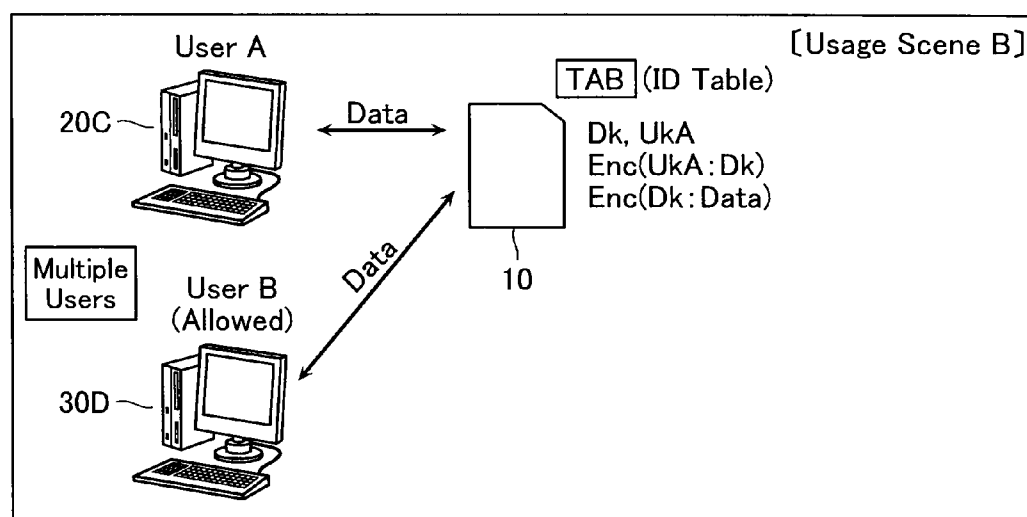 [Usage Scene B]
User A
TAB (ID Table)
20C
Data
Dk, UkA
Enc(UkA:Dk)
Enc(Dk:Data)
10
Data
Multiple
Users
User B
(Allowed)
30D